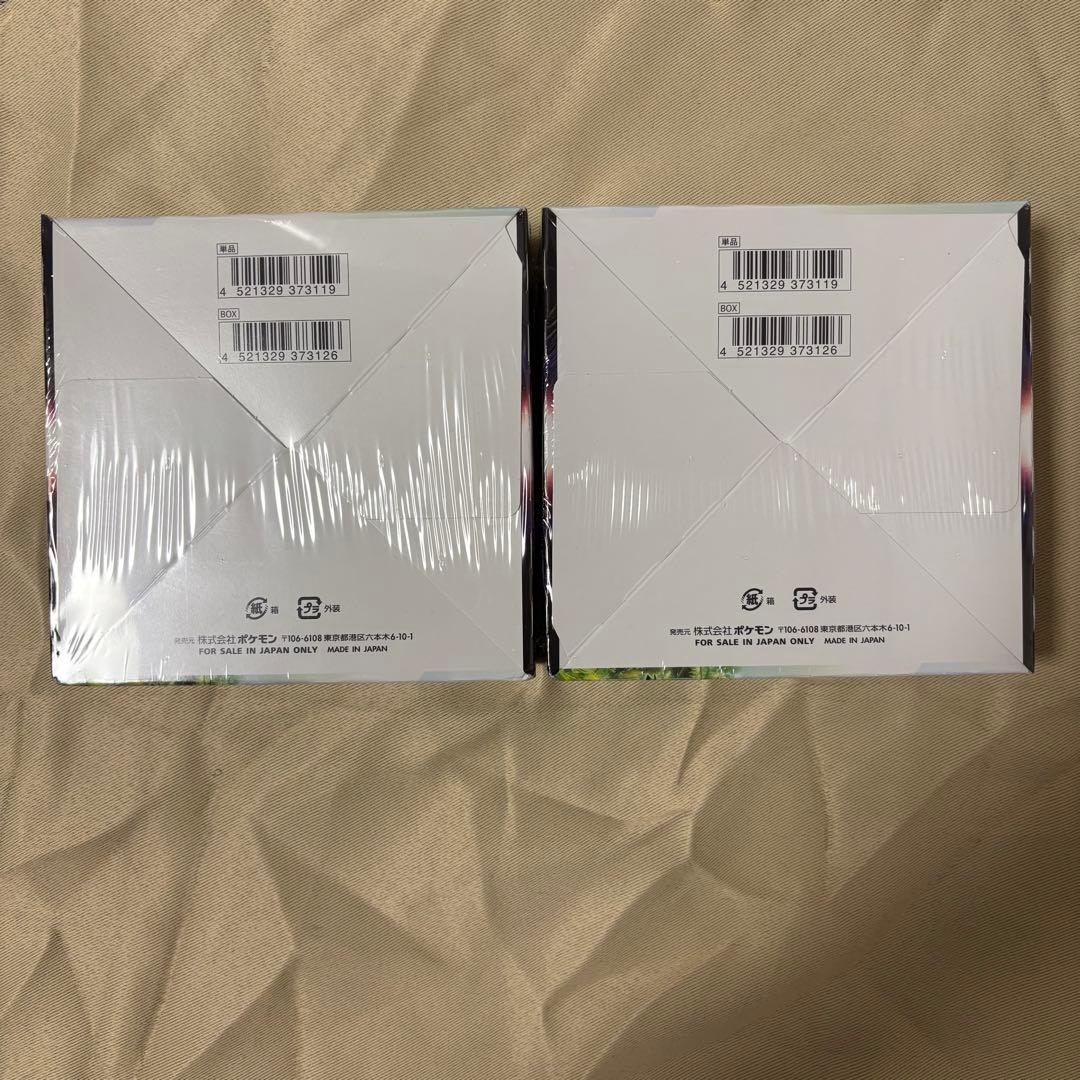 単品
4 521329 373119
BOX
4 521329 373126
紙 箱 プラ 外装
発売元 株式会社ポケモン 〒106-6108 東京都港区六本木6-10-1
FOR SALE IN JAPAN ONLY MADE IN JAPAN
単品
4 521329 373119
BOX
4 521329 373126
紙 箱 プラ 外装
発売元 株式会社ポケモン 〒106-6108 東京都港区六本木6-10-1
FOR SALE IN JAPAN ONLY MADE IN JAPAN